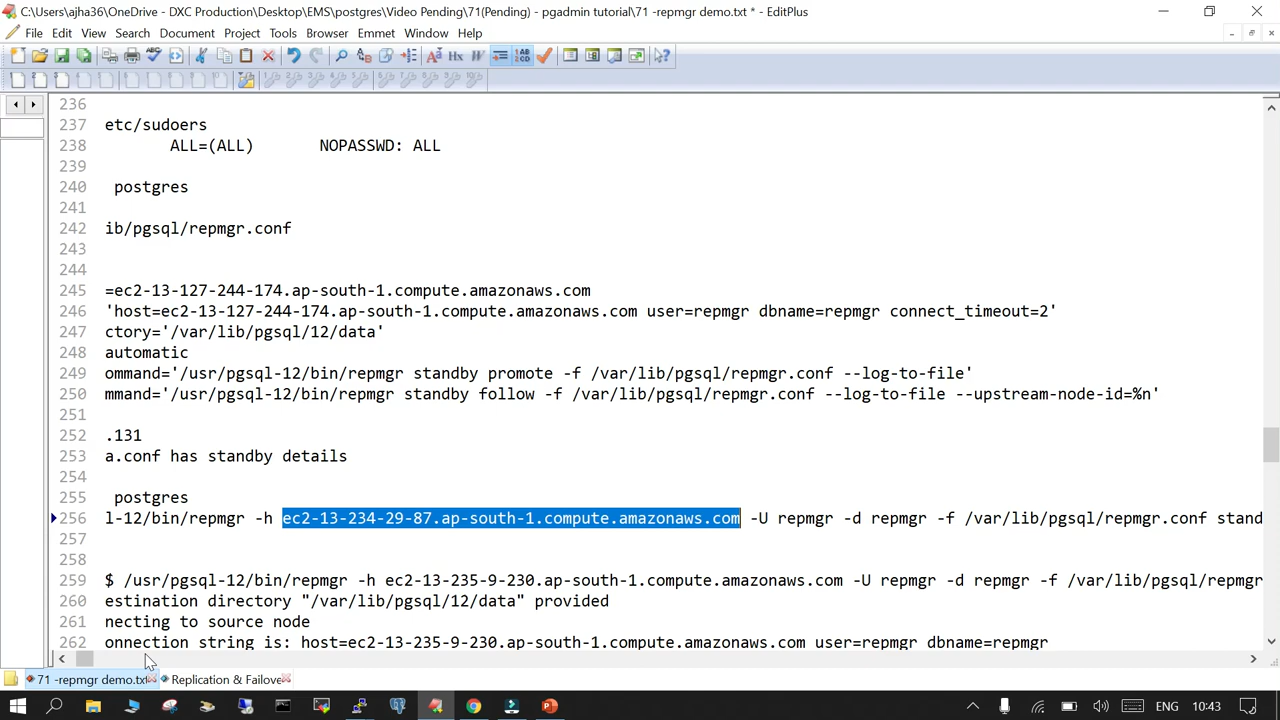 C:\Users\ajha36\OneDrive - DXC Production\Desktop\EMS\postgres\Video Pending\71(Pending) - pgadmin tutorial\71 -repmgr demo.txt * - EditPlus
File Edit View Search Document Project Tools Browser Emmet Window Help
236
237 etc/sudoers
238 ALL=(ALL) NOPASSWD: ALL
239
240 postgres
241
242 ib/pgsql/repmgr.conf
243
244
245 =ec2-13-127-244-174.ap-south-1.compute.amazonaws.com
246 'host=ec2-13-127-244-174.ap-south-1.compute.amazonaws.com user=repmgr dbname=repmgr connect_timeout=2'
247 ctory='/var/lib/pgsql/12/data'
248 automatic
249 ommand='/usr/pgsql-12/bin/repmgr standby promote -f /var/lib/pgsql/repmgr.conf --log-to-file'
250 mmand='/usr/pgsql-12/bin/repmgr standby follow -f /var/lib/pgsql/repmgr.conf --log-to-file --upstream-node-id=%n'
251
252 .131
253 a.conf has standby details
254
255 postgres
256 l-12/bin/repmgr -h ec2-13-234-29-87.ap-south-1.compute.amazonaws.com -U repmgr -d repmgr -f /var/lib/pgsql/repmgr.conf stand
257
258
259 $ /usr/pgsql-12/bin/repmgr -h ec2-13-235-9-230.ap-south-1.compute.amazonaws.com -U repmgr -d repmgr -f /var/lib/pgsql/repmgr
260 estination directory "/var/lib/pgsql/12/data" provided
261 necting to source node
262 onnection string is: host=ec2-13-235-9-230.ap-south-1.compute.amazonaws.com user=repmgr dbname=repmgr
71 -repmgr demo.txt Replication & Failove
ENG 10:43